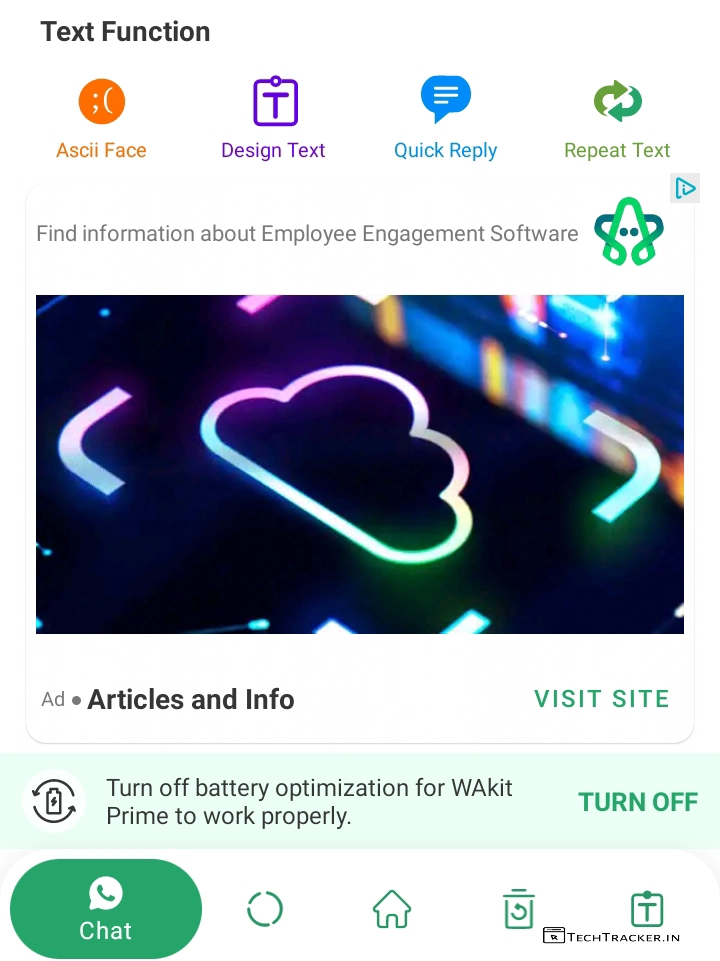 Text Function
;(
T
Ascii Face
Design Text
Quick Reply
Repeat Text
Find information about Employee Engagement Software
Ad • Articles and Info
VISIT SITE
Turn off battery optimization for WAkit
Prime to work properly.
TURN OFF
Chat
T
TECHTRACKER.IN